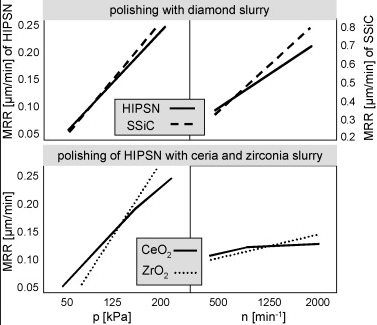 polishing with diamond slurry
MRR [µm/min] of HIPSN
0.25
0.20
0.15
0.10
0.05
HIPSN
SSiC
0.8
0.7
0.6
0.5
0.4
0.3
0.2
MRR [µm/min] of SSiC
polishing of HIPSN with ceria and zirconia slurry
MRR [µm/min]
0.25
0.20
0.15
0.10
0.05
CeO2
ZrO2
50 125 200 500 1250 2000
p [kPa] n [min⁻¹]